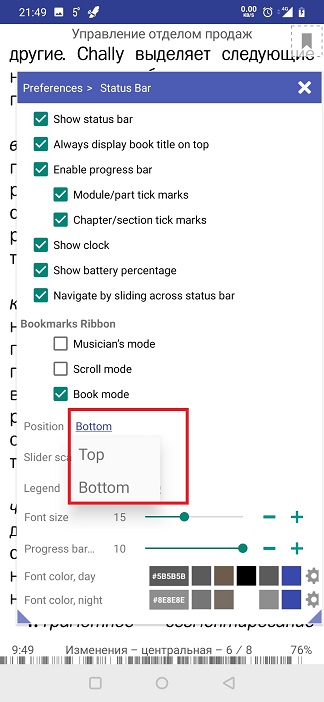 21:49 5° 0.00 KB/S 4G
Управление отделом продаж
другие. Chally выделяет следующие
Preferences > Status Bar
Show status bar
Always display book title on top
Enable progress bar
Module/part tick marks
Chapter/section tick marks
Show clock
Show battery percentage
Navigate by sliding across status bar
Bookmarks Ribbon
Musician's mode
Scroll mode
Book mode
Position Bottom
Top
Slider sca
Bottom
Legend
Font size 15
Progress bar... 10
Font color, day #5B5B5B
Font color, night #8E8E8E
9:49 Изменения – центральная – 6 / 8 76%